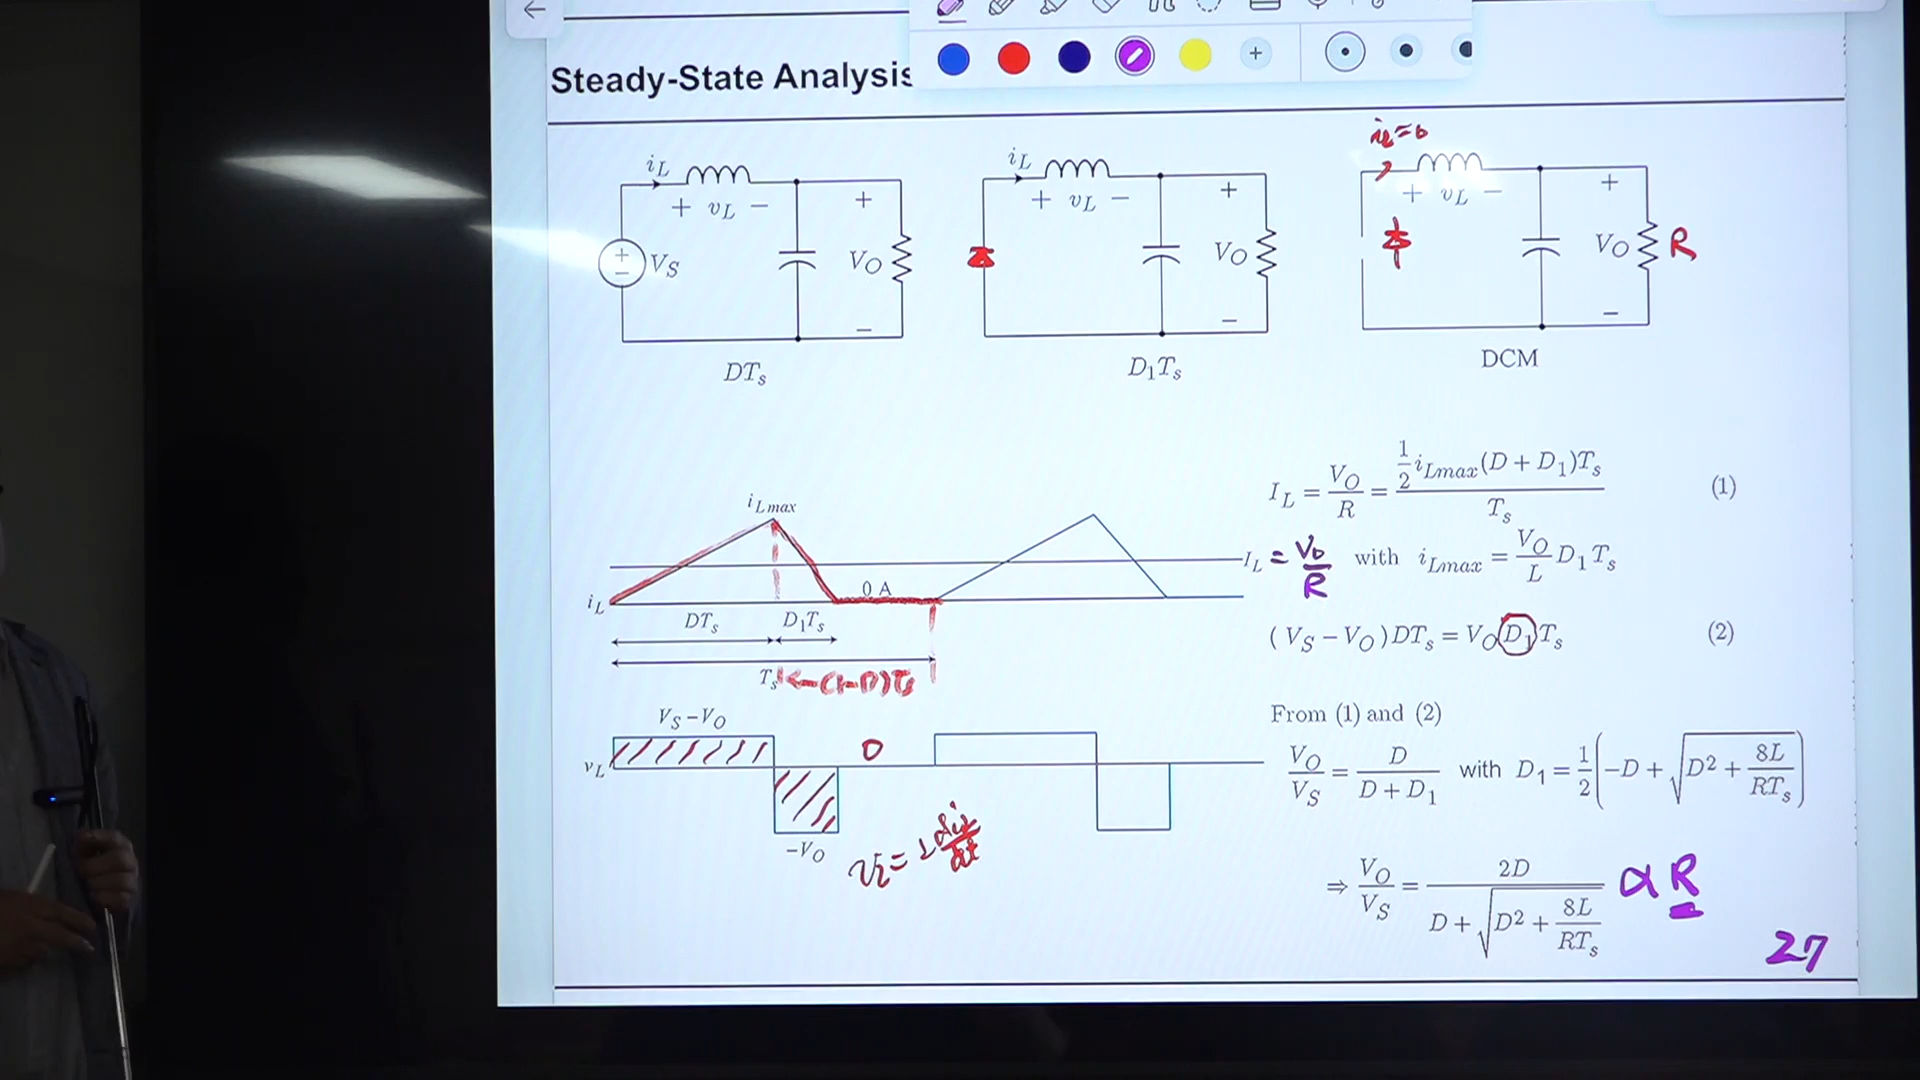 Steady-State Analysis
i_L
+ v_L −
V_S
+
V_O
−
DT_s
i_L
+ v_L −
+
V_O
−
D_1T_s
i_L=0
+ v_L −
+
V_O
−
R
DCM
I_L = V_O/R = (1/2 i_Lmax(D+D_1)T_s)/T_s (1)
i_Lmax
I_L = V_O/R
with i_Lmax = V_O/L D_1T_s
i_L
0 A
DT_s
D_1T_s
(V_S−V_O)DT_s = V_O D_1 T_s (2)
T_s
←(1-D)T_s
V_S−V_O
v_L
0
−V_O
v_L = L di_L/dt
From (1) and (2)
V_O/V_S = D/(D+D_1) with D_1 = 1/2(−D+√(D²+8L/RT_s))
⇒ V_O/V_S = 2D/(D+√(D²+8L/RT_s)) α R
27